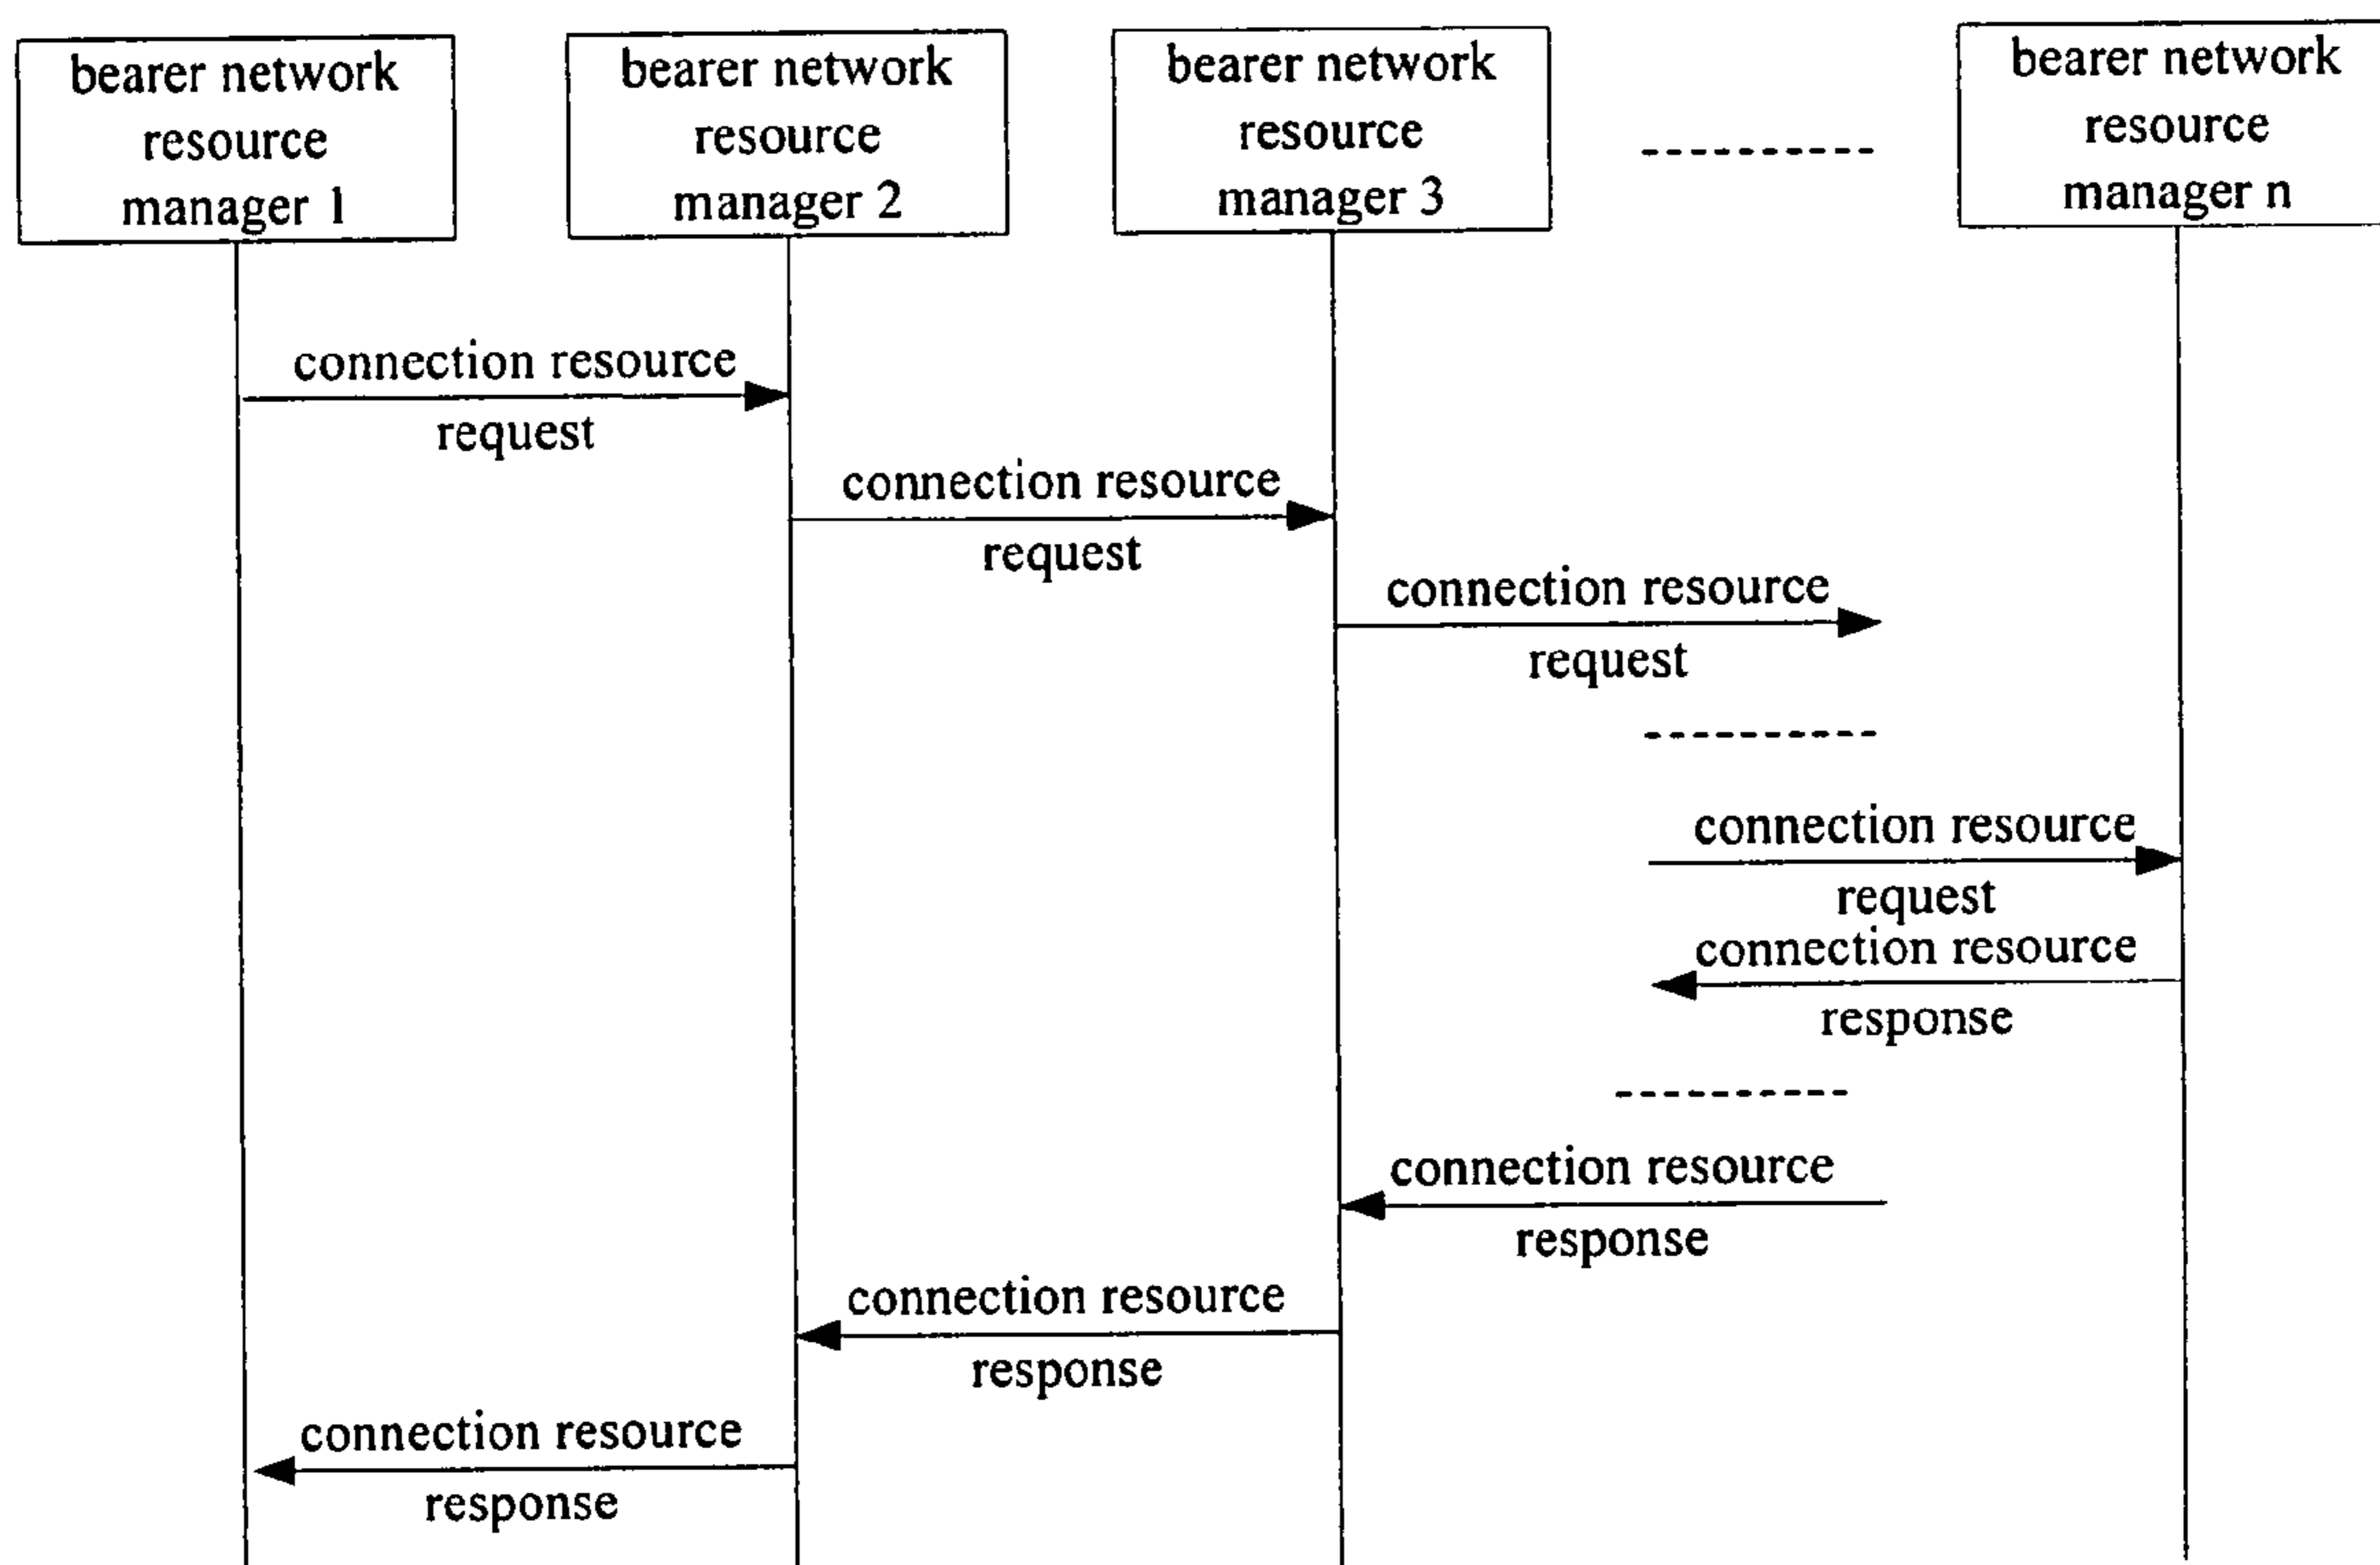 bearer network
resource
manager 1
bearer network
resource
manager 2
bearer network
resource
manager 3
bearer network
resource
manager n
connection resource
request
connection resource
request
connection resource
request
connection resource
request
connection resource
response
connection resource
response
connection resource
response
connection resource
response